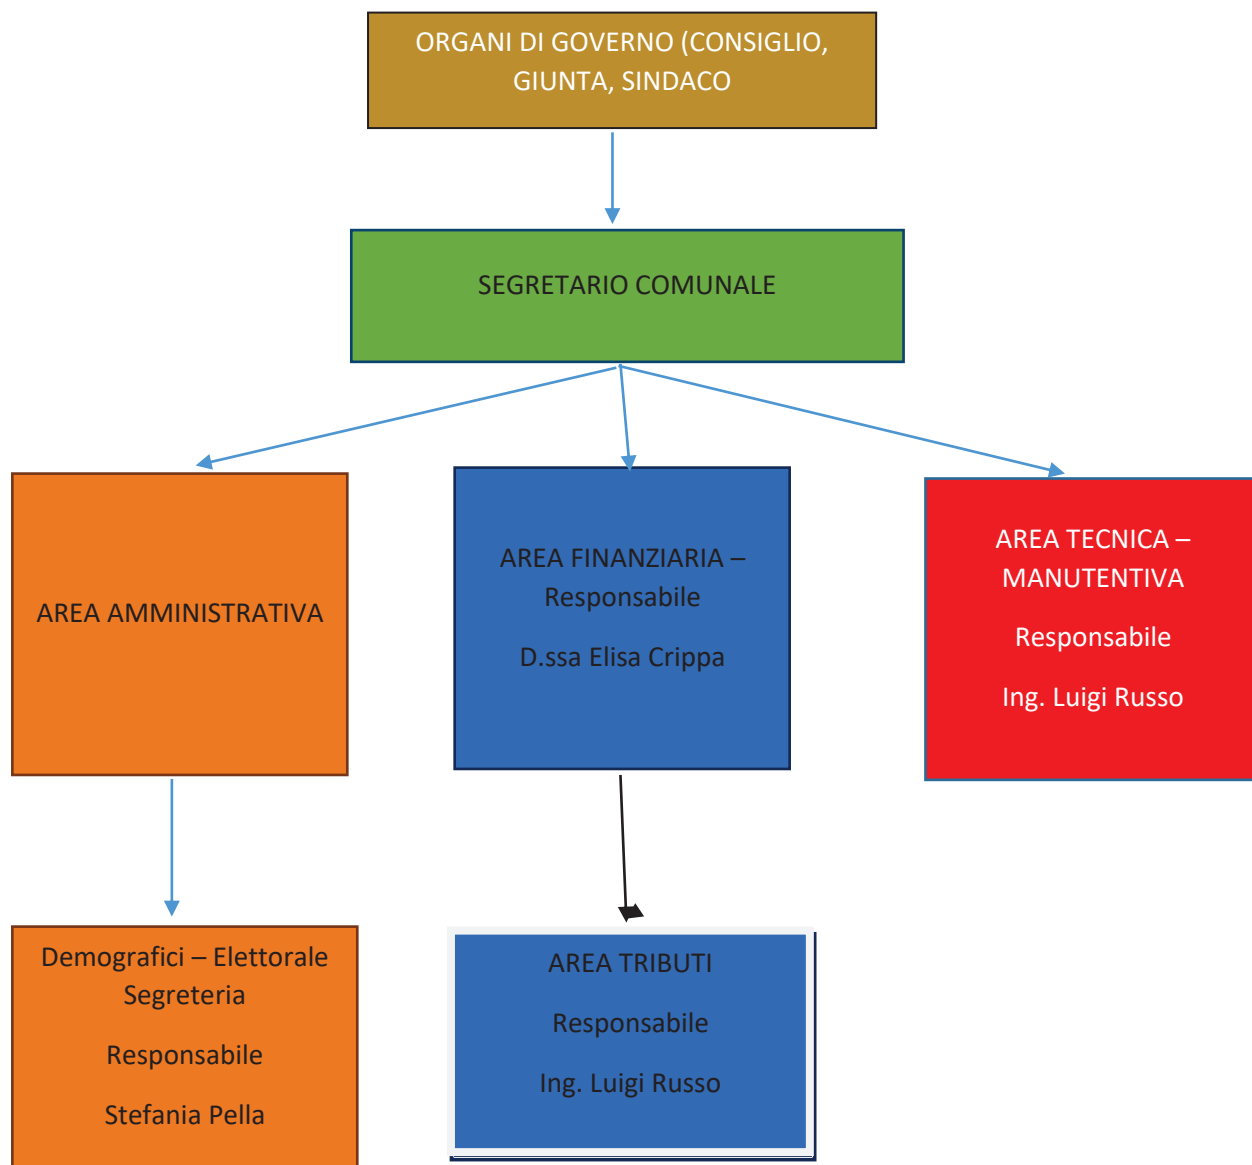 ORGANI DI GOVERNO (CONSIGLIO,
GIUNTA, SINDACO
SEGRETARIO COMUNALE
AREA AMMINISTRATIVA
AREA FINANZIARIA –
Responsabile
D.ssa Elisa Crippa
AREA TECNICA –
MANUTENTIVA
Responsabile
Ing. Luigi Russo
Demografici – Elettorale
Segreteria
Responsabile
Stefania Pella
AREA TRIBUTI
Responsabile
Ing. Luigi Russo